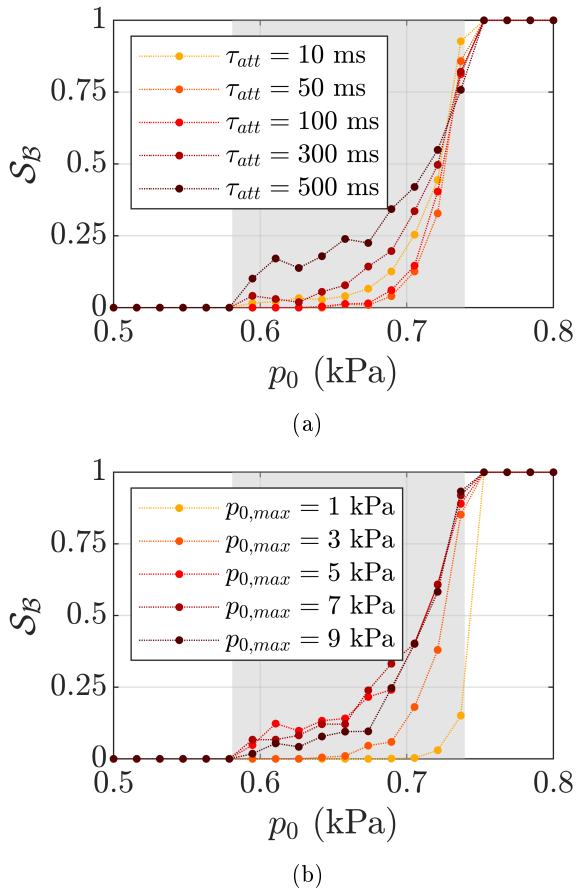 1
0.75
0.5
0.25
0
S_B
τ_att = 10 ms
τ_att = 50 ms
τ_att = 100 ms
τ_att = 300 ms
τ_att = 500 ms
0.5 0.6 0.7 0.8
p_0 (kPa)
(a)
1
0.75
0.5
0.25
0
S_B
p_0,max = 1 kPa
p_0,max = 3 kPa
p_0,max = 5 kPa
p_0,max = 7 kPa
p_0,max = 9 kPa
0.5 0.6 0.7 0.8
p_0 (kPa)
(b)